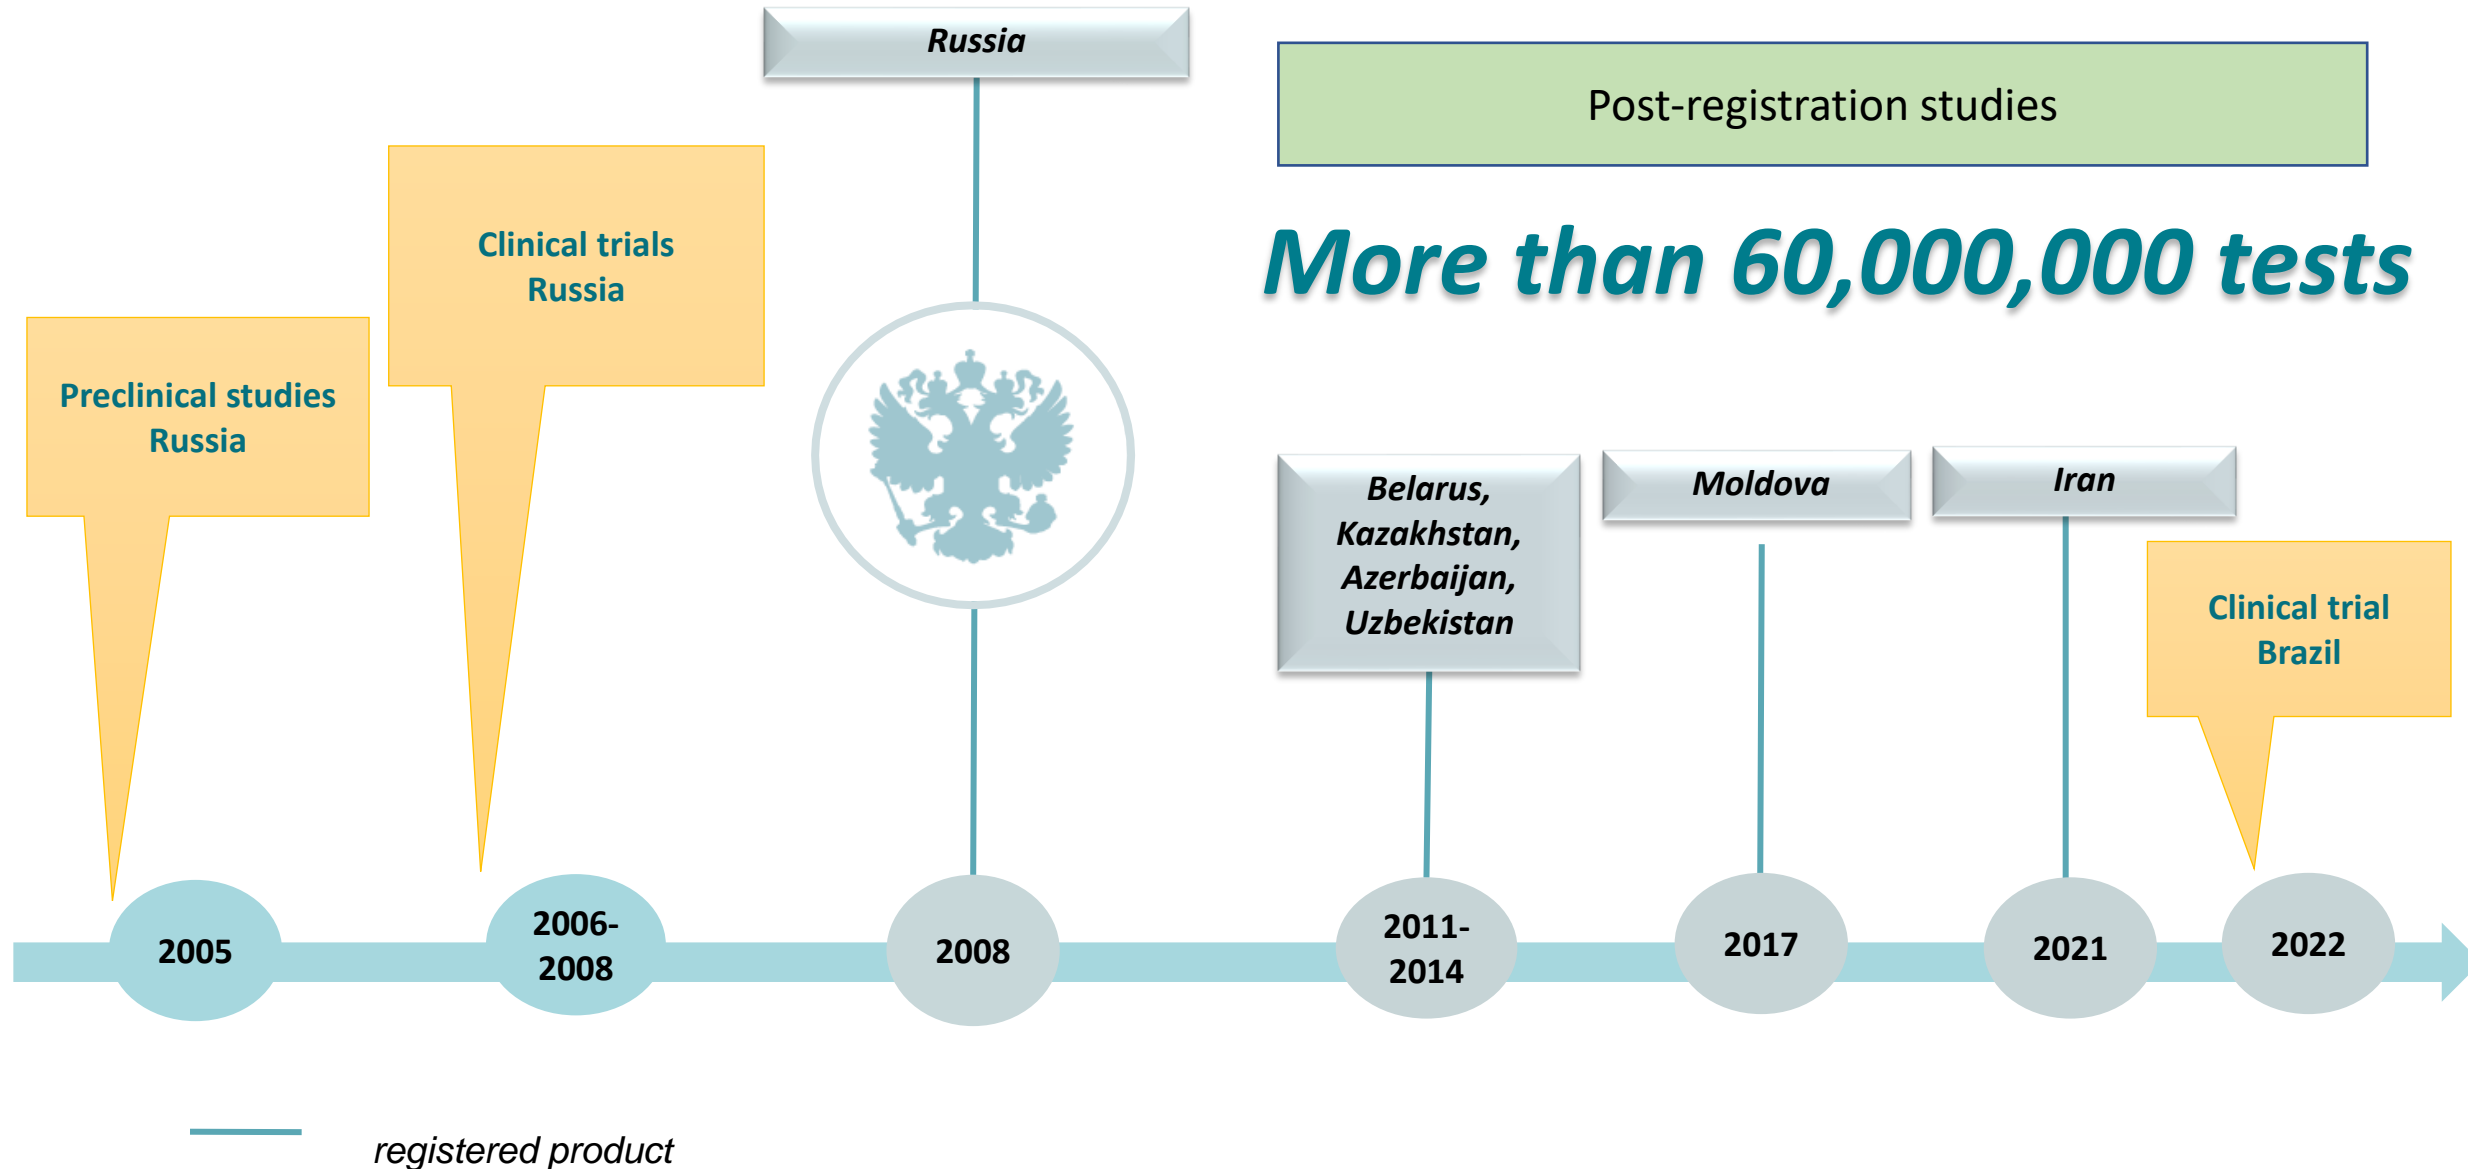 Russia
Post-registration studies
More than 60,000,000 tests
Clinical trials
Russia
Preclinical studies
Russia
Belarus,
Kazakhstan,
Azerbaijan,
Uzbekistan
Moldova
Iran
Clinical trial
Brazil
2005
2006-
2008
2008
2011-
2014
2017
2021
2022
registered product